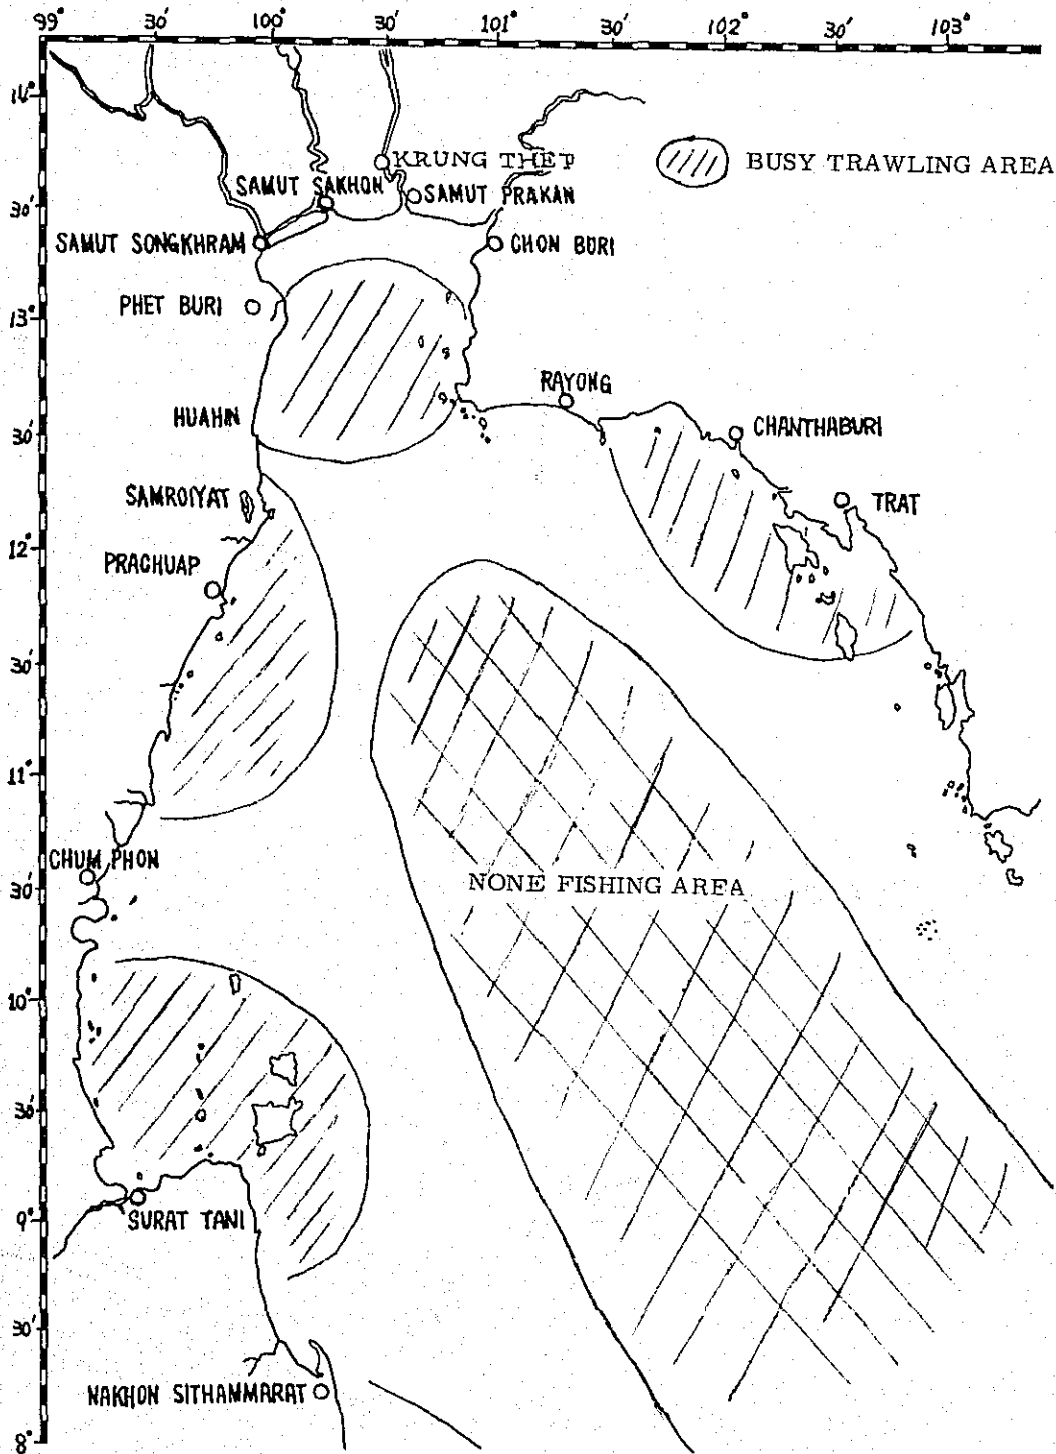 99° 30' 100° 30' 101° 30' 102° 30' 103°
14°
KRUNG THEP
BUSY TRAWLING AREA
SAMUT SAKHON
SAMUT PRAKAN
30'
SAMUT SONGKHRAM
CHON BURI
PHET BURI
13°
RAYONG
HUAHIN
CHANTHABURI
30'
SAMROIYAT
TRAT
12°
PRACHUAP
30'
11°
CHUM PHON
NONE FISHING AREA
30'
10°
30'
SURAT TANI
9°
30'
NAKHON SITHAMMARAT
8°